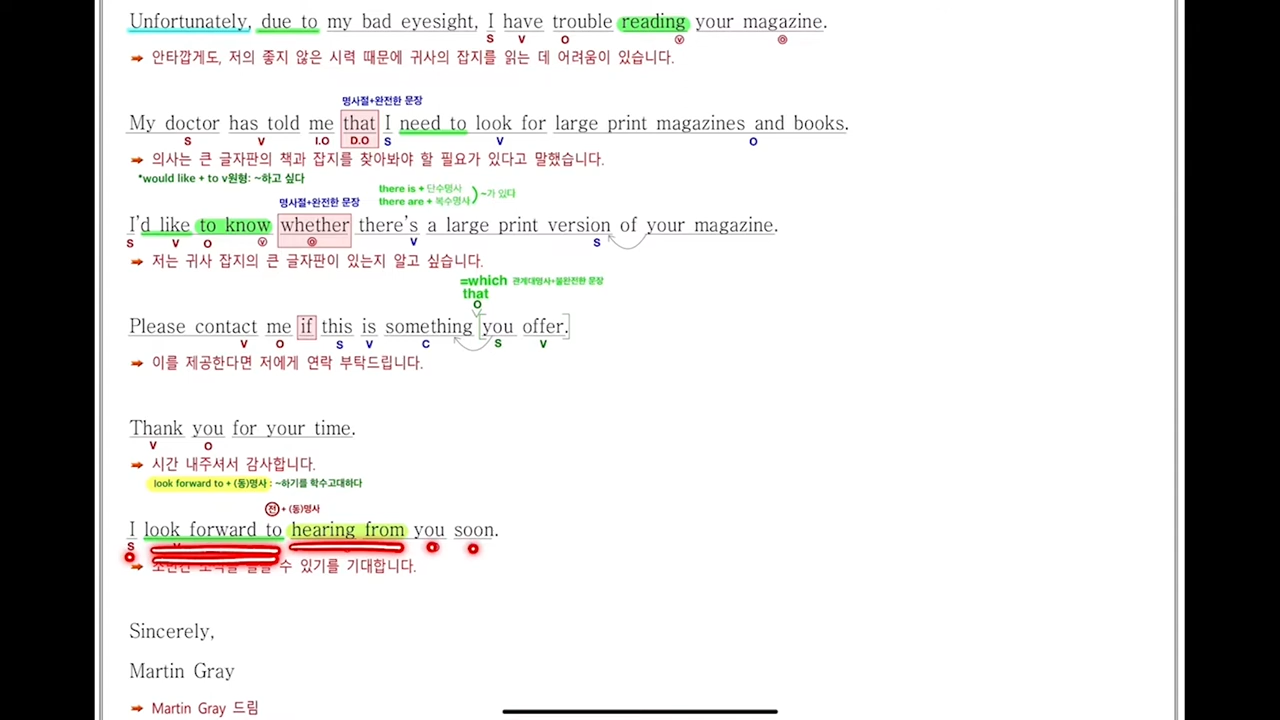 Unfortunately, due to my bad eyesight, I have trouble reading your magazine.
S V O ⓥ ⓞ
➡ 안타깝게도, 저의 좋지 않은 시력 때문에 귀사의 잡지를 읽는 데 어려움이 있습니다.
명사절+완전한 문장
My doctor has told me that I need to look for large print magazines and books.
S V I.O D.O S V O
➡ 의사는 큰 글자판의 책과 잡지를 찾아봐야 할 필요가 있다고 말했습니다.
*would like + to v원형: ~하고 싶다
there is + 단수명사
there are + 복수명사 ) ~가 있다
명사절+완전한 문장
I'd like to know whether there's a large print version of your magazine.
S V O ⓥ ⓞ V S
➡ 저는 귀사 잡지의 큰 글자판이 있는지 알고 싶습니다.
=which 관계대명사+불완전한 문장
that
O
Please contact me if this is something [you offer.]
V O S V C S V
➡ 이를 제공한다면 저에게 연락 부탁드립니다.
Thank you for your time.
V O
➡ 시간 내주셔서 감사합니다.
look forward to + (동)명사 : ~하기를 학수고대하다
전 + (동)명사
I look forward to hearing from you soon.
S
➡ 수 있기를 기대합니다.
Sincerely,
Martin Gray
➡ Martin Gray 드림